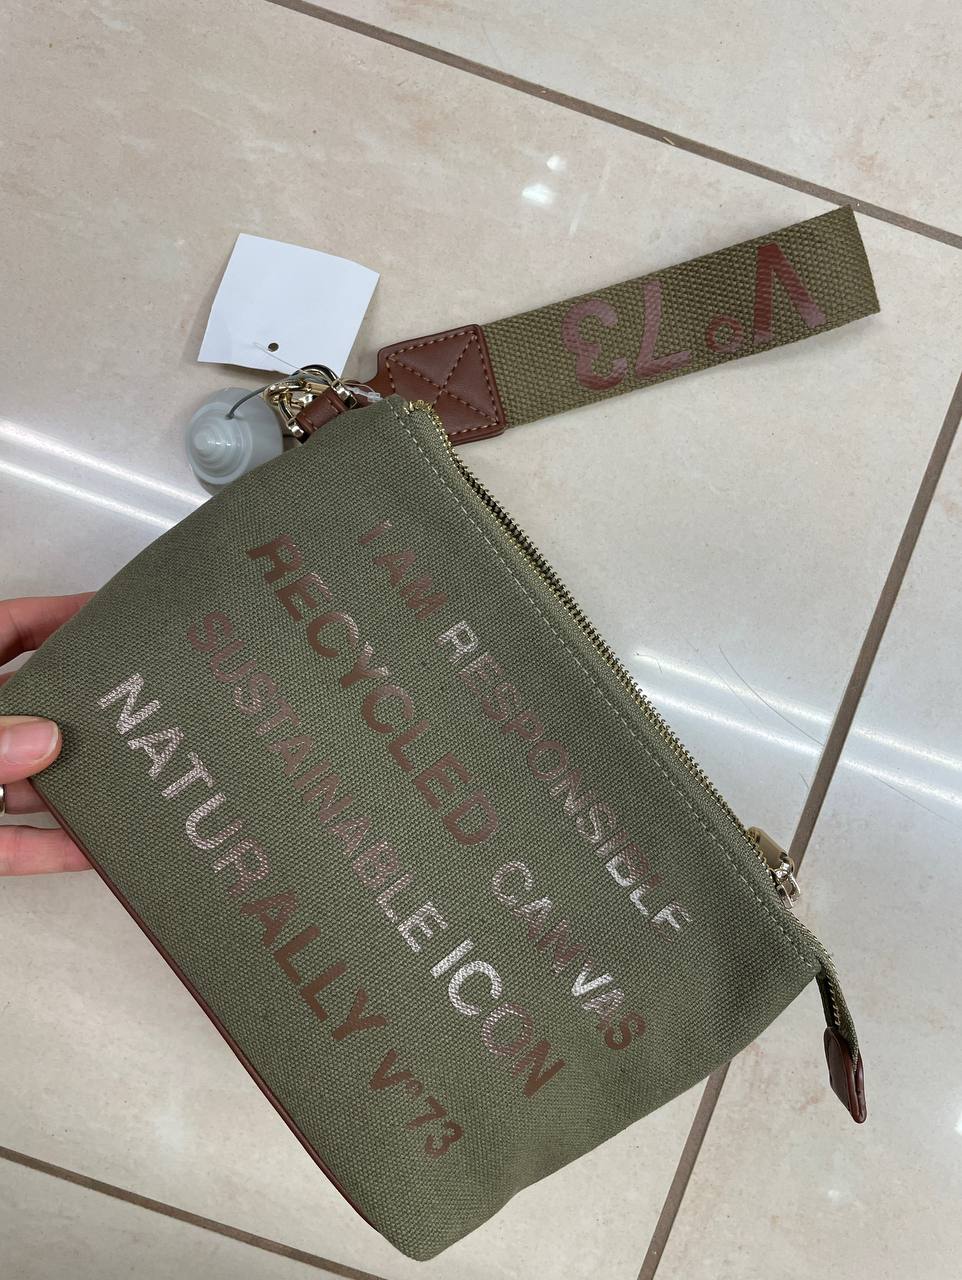 V°73
I AM RESPONSIBLE
RECYCLED CANVAS
SUSTAINABLE ICON
NATURALLY V°73